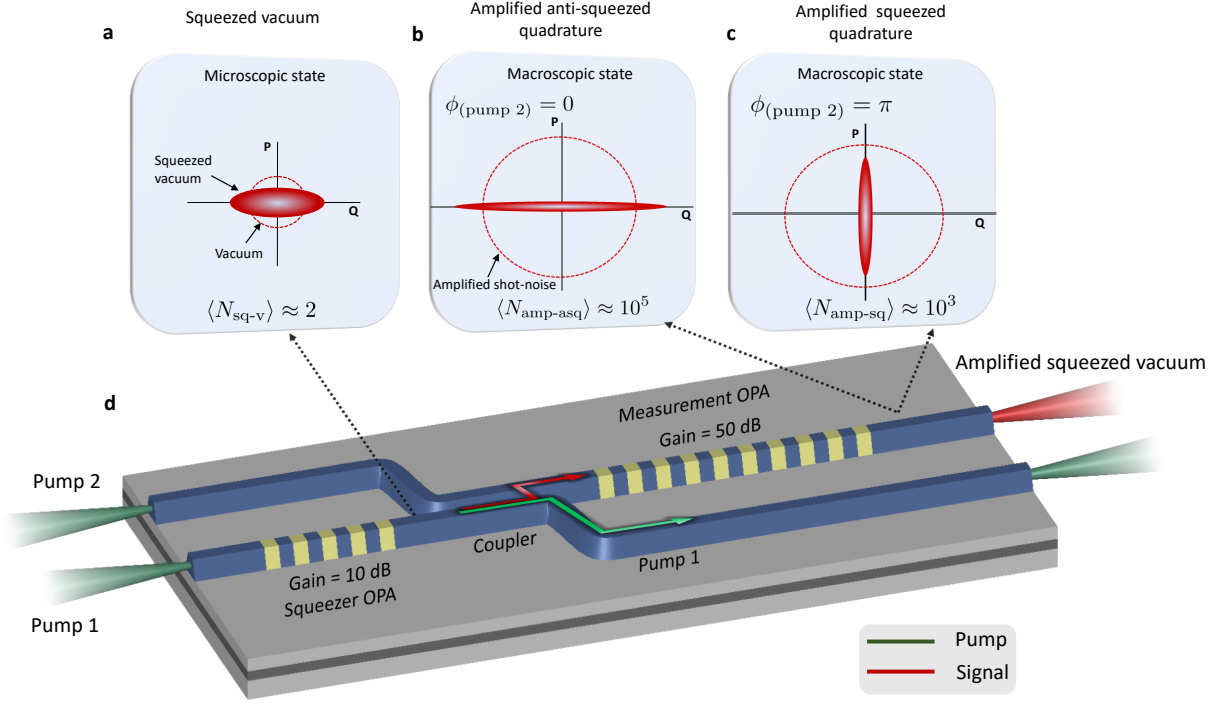 Squeezed vacuum
a
Microscopic state
P
Squeezed
vacuum
Q
Vacuum
⟨N_sq-v⟩ ≈ 2
Amplified anti-squeezed
quadrature
b
Macroscopic state
ϕ_(pump 2) = 0
P
Q
Amplified shot-noise
⟨N_amp-asq⟩ ≈ 10^5
Amplified squeezed
quadrature
c
Macroscopic state
ϕ_(pump 2) = π
P
Q
⟨N_amp-sq⟩ ≈ 10^3
d
Amplified squeezed vacuum
Measurement OPA
Gain = 50 dB
Pump 2
Coupler
Pump 1
Gain = 10 dB
Squeezer OPA
Pump 1
Pump
Signal